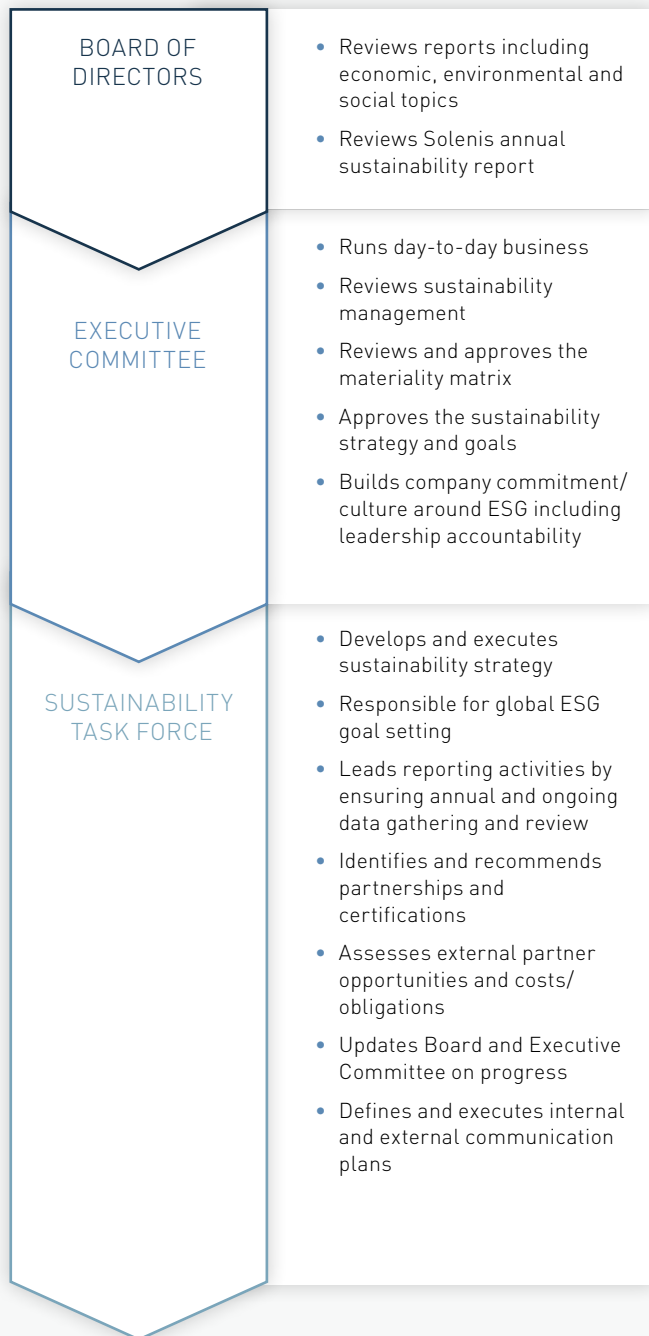 BOARD OF
DIRECTORS
• Reviews reports including
economic, environmental and
social topics
• Reviews Solenis annual
sustainability report
EXECUTIVE
COMMITTEE
• Runs day-to-day business
• Reviews sustainability
management
• Reviews and approves the
materiality matrix
• Approves the sustainability
strategy and goals
• Builds company commitment/
culture around ESG including
leadership accountability
SUSTAINABILITY
TASK FORCE
• Develops and executes
sustainability strategy
• Responsible for global ESG
goal setting
• Leads reporting activities by
ensuring annual and ongoing
data gathering and review
• Identifies and recommends
partnerships and
certifications
• Assesses external partner
opportunities and costs/
obligations
• Updates Board and Executive
Committee on progress
• Defines and executes internal
and external communication
plans